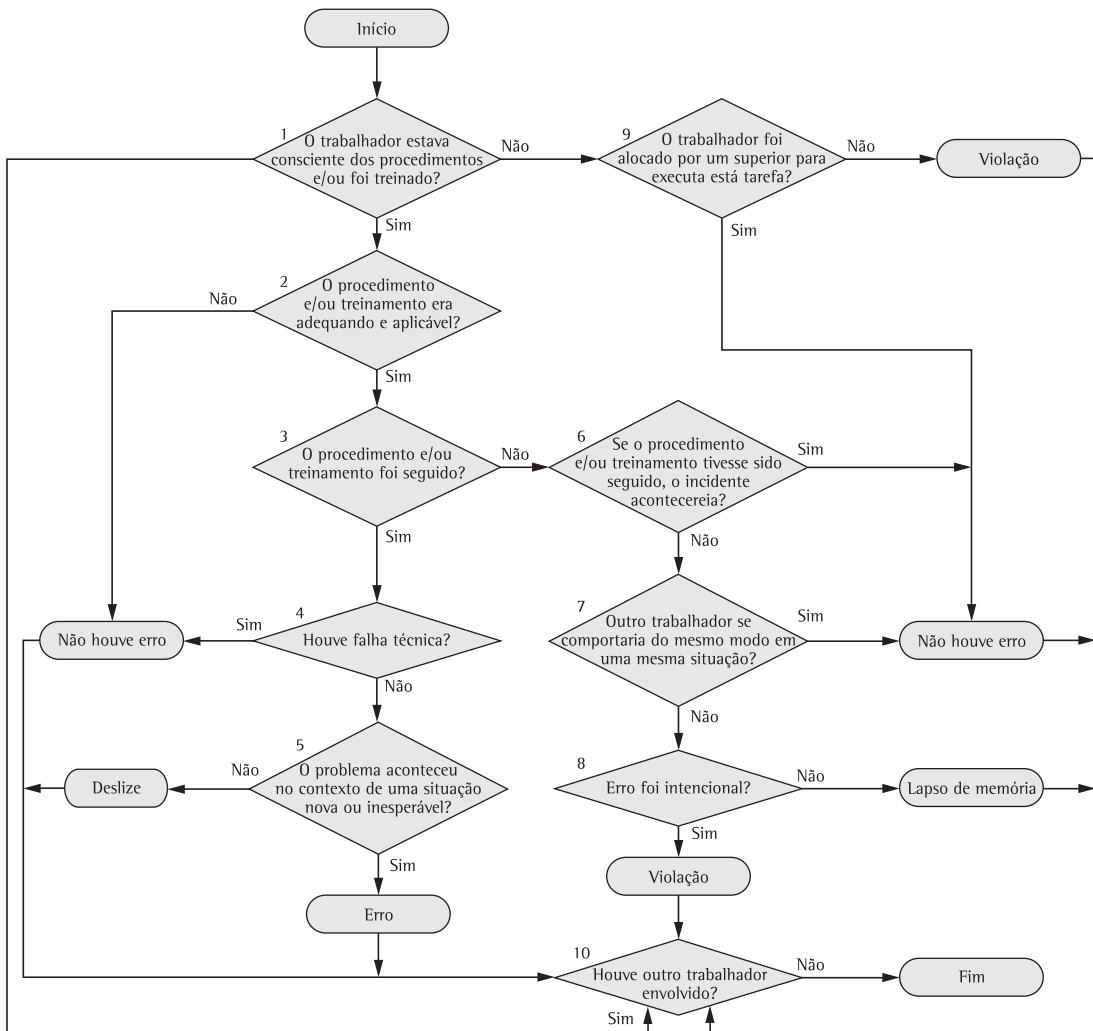 Início
1
O trabalhador estava
consciente dos procedimentos
e/ou foi treinado?
Não
9
O trabalhador foi
alocado por um superior para
executa está tarefa?
Não
Violação
Sim
Sim
2
O procedimento
e/ou treinamento era
adequando e aplicável?
Não
Sim
3
O procedimento e/ou
treinamento foi seguido?
Não
6
Se o procedimento
e/ou treinamento tivesse sido
seguido, o incidente
acontecereia?
Sim
Sim
Não
4
Houve falha técnica?
Sim
Não houve erro
7
Outro trabalhador se
comportaria do mesmo modo em
uma mesma situação?
Sim
Não houve erro
Não
Não
5
O problema aconteceu
no contexto de uma situação
nova ou inesperável?
Não
Deslize
8
Erro foi intencional?
Não
Lapso de memória
Sim
Sim
Violação
Erro
10
Houve outro trabalhador
envolvido?
Não
Fim
Sim